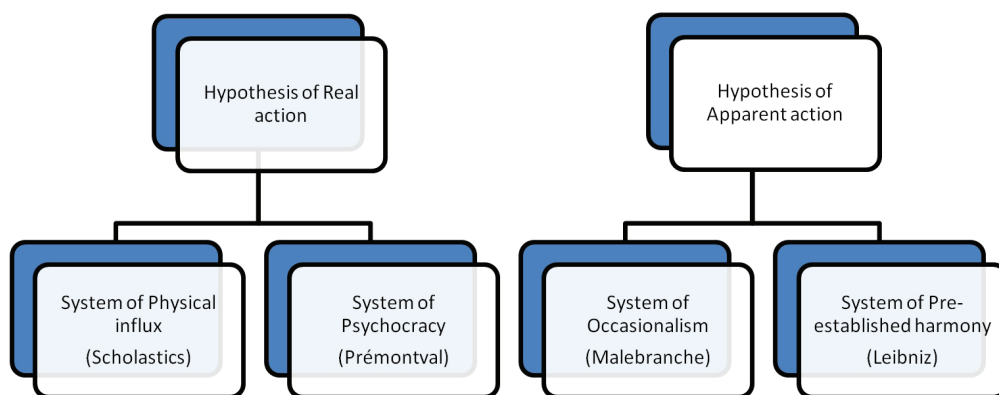 Hypothesis of Real
action
Hypothesis of
Apparent action
System of Physical
influx
(Scholastics)
System of
Psychocracy
(Prémontval)
System of
Occasionalism
(Malebranche)
System of Pre-
established harmony
(Leibniz)